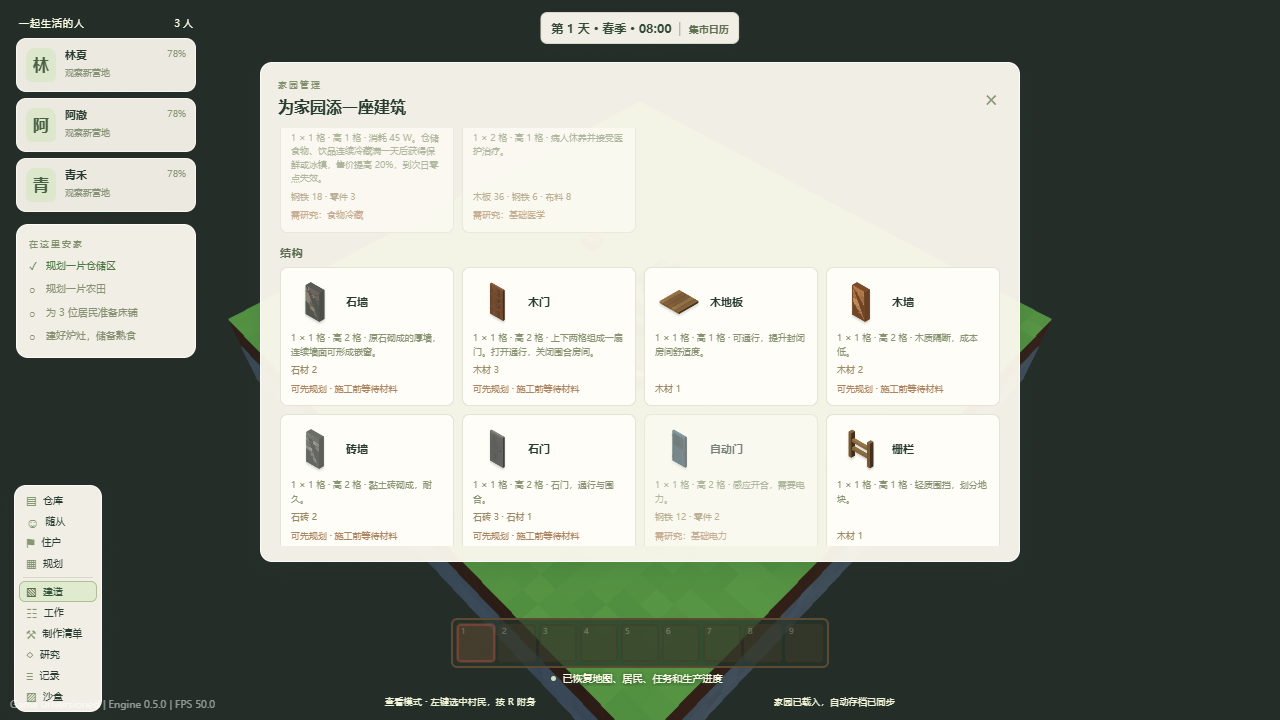 一起生活的人 3 人
林 林夏 78%
观察新营地
阿 阿澈 78%
观察新营地
青 青禾 78%
观察新营地
在这里安家
✓ 规划一片仓储区
○ 规划一片农田
○ 为 3 位居民准备床铺
○ 建好炉灶，储备熟食
第 1 天 • 春季 • 08:00 | 集市日历
家园管理
为家园添一座建筑
×
1 × 1 格 · 高 1 格 · 消耗 45 W。仓储
食物、饮品连续冷藏满一天后获得保
鲜或冰镇，售价提高 20%，到次日零
点失效。
钢铁 18 · 零件 3
需研究：食物冷藏
1 × 2 格 · 高 1 格 · 病人休养并接受医
护治疗。
木板 36 · 钢铁 6 · 布料 8
需研究：基础医学
结构
石墙
1 × 1 格 · 高 2 格 · 原石砌成的厚墙，
连续墙面可形成嵌窗。
石材 2
可先规划 · 施工前等待材料
木门
1 × 1 格 · 高 2 格 · 上下两格组成一扇
门。打开通行，关闭围合房间。
木材 3
可先规划 · 施工前等待材料
木地板
1 × 1 格 · 高 1 格 · 可通行，提升封闭
房间舒适度。
木材 1
木墙
1 × 1 格 · 高 2 格 · 木质隔断，成本
低。
木材 2
可先规划 · 施工前等待材料
砖墙
1 × 1 格 · 高 2 格 · 黏土砖砌成，耐
久。
石砖 2
可先规划 · 施工前等待材料
石门
1 × 1 格 · 高 2 格 · 石门，通行与围
合。
石砖 3 · 石材 1
可先规划 · 施工前等待材料
自动门
1 × 1 格 · 高 2 格 · 感应开合，需要电
力。
钢铁 12 · 零件 2
需研究：基础电力
栅栏
1 × 1 格 · 高 1 格 · 轻质围挡，划分地
块。
木材 1
仓库
随从
住户
规划
建造
工作
制作清单
研究
记录
沙盒
| Engine 0.5.0 | FPS 50.0
1 2 3 4 5 6 7 8 9
已恢复地图、居民、任务和生产进度
查看模式 · 左键选中村民，按 R 附身
家园已载入，自动存档已同步